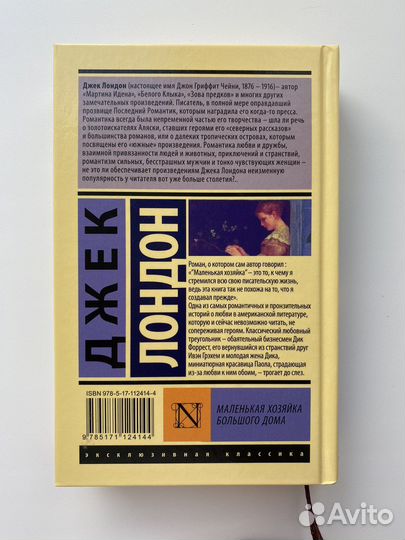 Джек Лондон (настоящее имя Джон Гриффит Чейни, 1876 – 1916)– автор
«Мартина Идена», «Белого Клыка», «Зова предков» и многих других
замечательных произведений. Писатель, в полной мере оправдавший
прозвище Последний Романтик, которым наградила его когда-то пресса.
Романтика всегда была непременной частью его творчества – шла ли речь
о золотоискателях Аляски, ставших героями его «северных рассказов» и
большинства романов, или о далеких тропических островах, которым
посвящены его «южные» произведения. Романтика любви и дружбы,
взаимной привязанности людей и животных, приключений и странствий,
романтизм сильных, бесстрашных мужчин и тонко чувствующих женщин –
не это ли обеспечивает произведениям Джека Лондона неизменную
популярность у читателя вот уже больше столетия?..
ДЖЕК
ЛОНДОН
Роман, о котором сам автор говорил :
«"Маленькая хозяйка" – это то, к чему я
стремился всю свою писательскую жизнь,
ведь эта книга так не похожа на то, что я
создавал прежде».
Одна из самых романтичных и пронзительных
историй о любви в американской литературе,
которую и сейчас невозможно читать, не
сопереживая героям. Классический любовный
треугольник – обаятельный бизнесмен Дик
Форрест, его вернувшийся из странствий друг
Ивэн Грэхем и молодая жена Дика,
миниатюрная красавица Паола, страдающая
из-за любви к ним обоим, – трогает до слез.
ISBN 978-5-17-112414-4
9 785171 124144
N
МАЛЕНЬКАЯ ХОЗЯЙКА
БОЛЬШОГО ДОМА
эксклюзивная классика
Avito